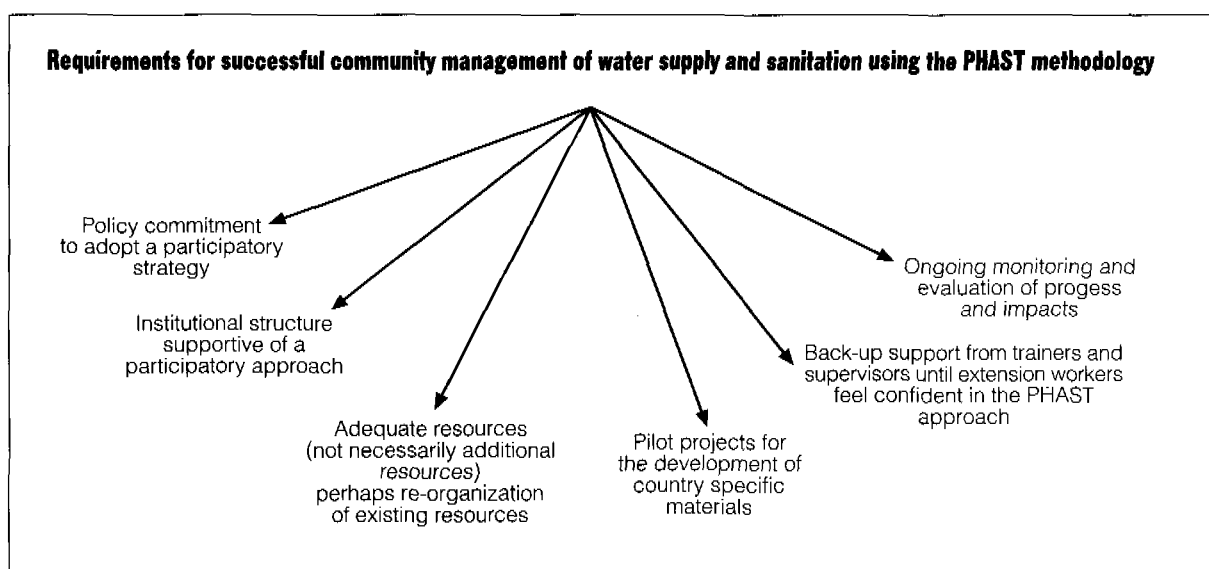 Requirements for successful community management of water supply and sanitation using the PHAST methodology
Policy commitment
to adopt a participatory
strategy
Institutional structure
supportive of a
participatory approach
Adequate resources
(not necessarily additional
resources)
perhaps re-organization
of existing resources
Pilot projects for
the development of
country specific
materials
Back-up support from trainers and
supervisors until extension workers
feel confident in the PHAST
approach
Ongoing monitoring and
evaluation of progess
and impacts